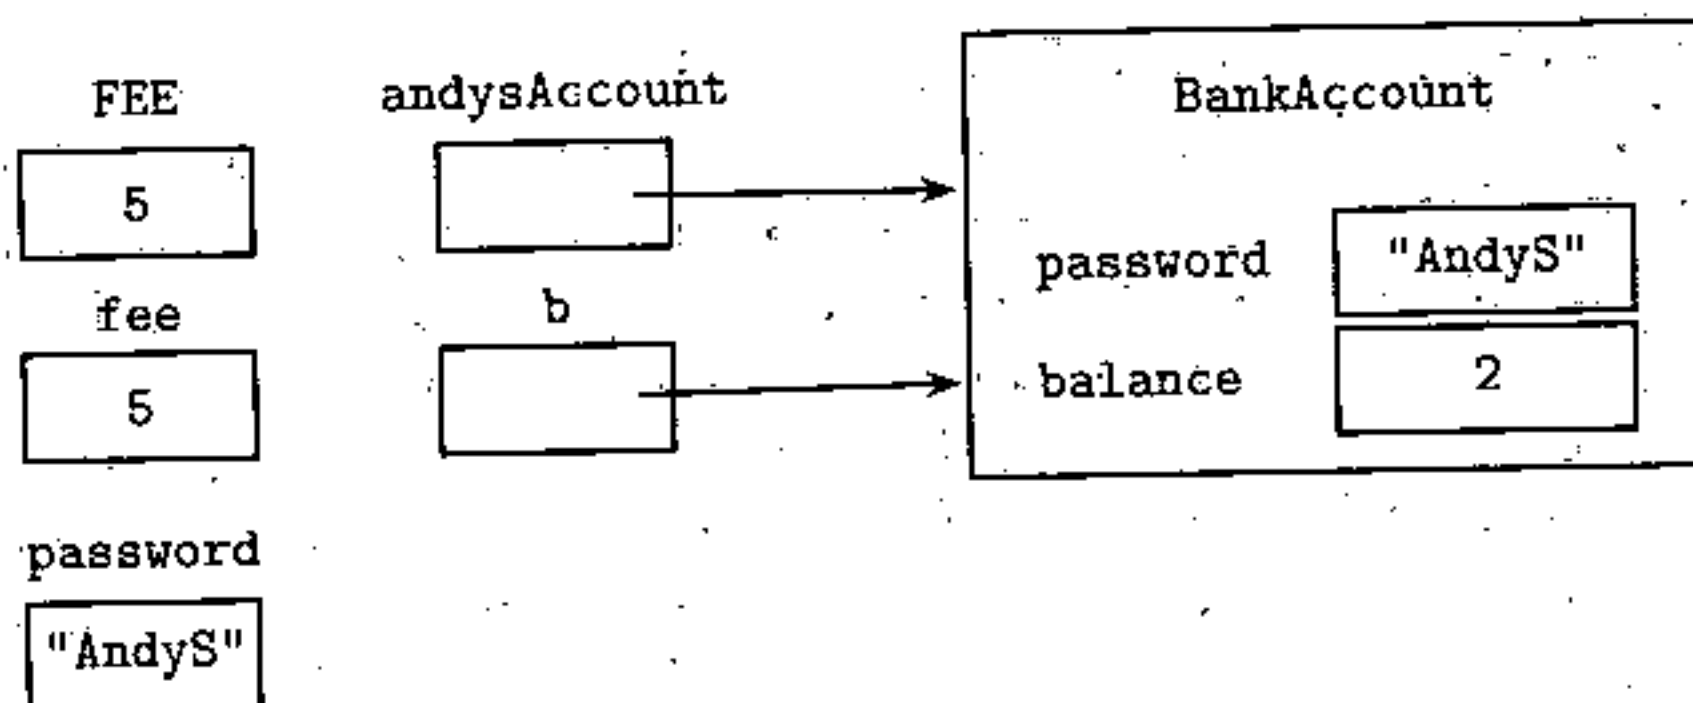 FEE
andysAccount
BankAccount
5
password
"AndyS"
fee
b
balance
2
5
password
"AndyS"